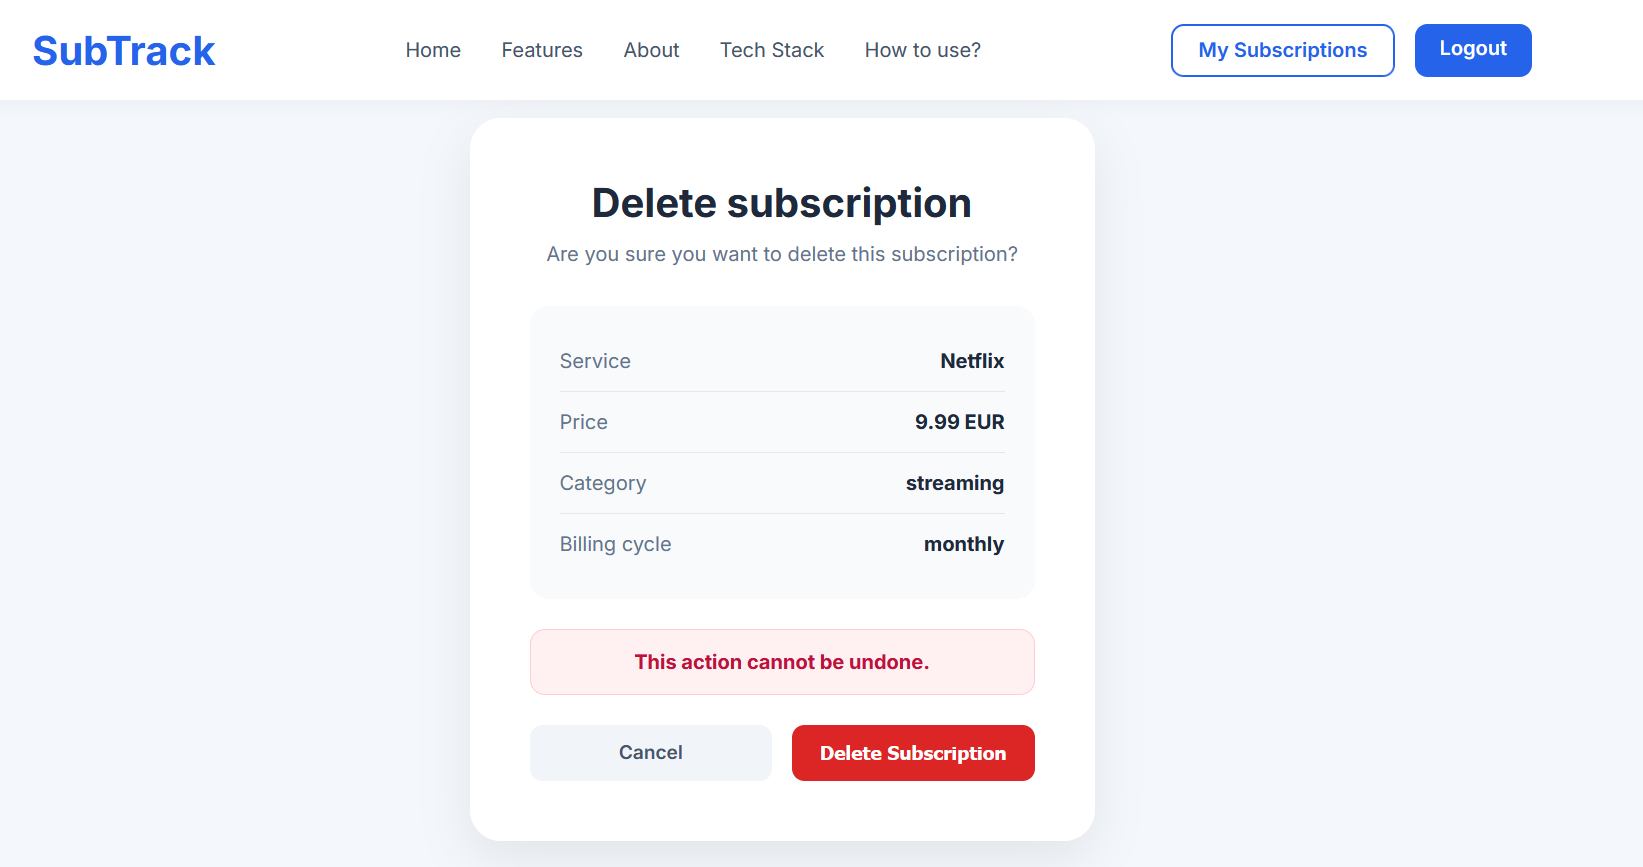 SubTrack Home Features About Tech Stack How to use? My Subscriptions Logout
Delete subscription
Are you sure you want to delete this subscription?
Service Netflix
Price 9.99 EUR
Category streaming
Billing cycle monthly
This action cannot be undone.
Cancel Delete Subscription